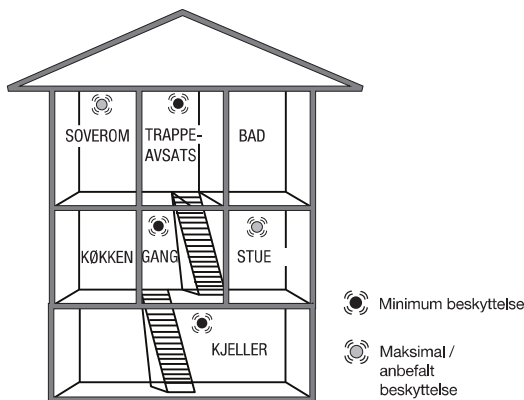 SOVEROM
TRAPPE-
AVSATS
BAD
KØKKEN
GANG
STUE
KJELLER
Minimum beskyttelse
Maksimal /
anbefalt
beskyttelse